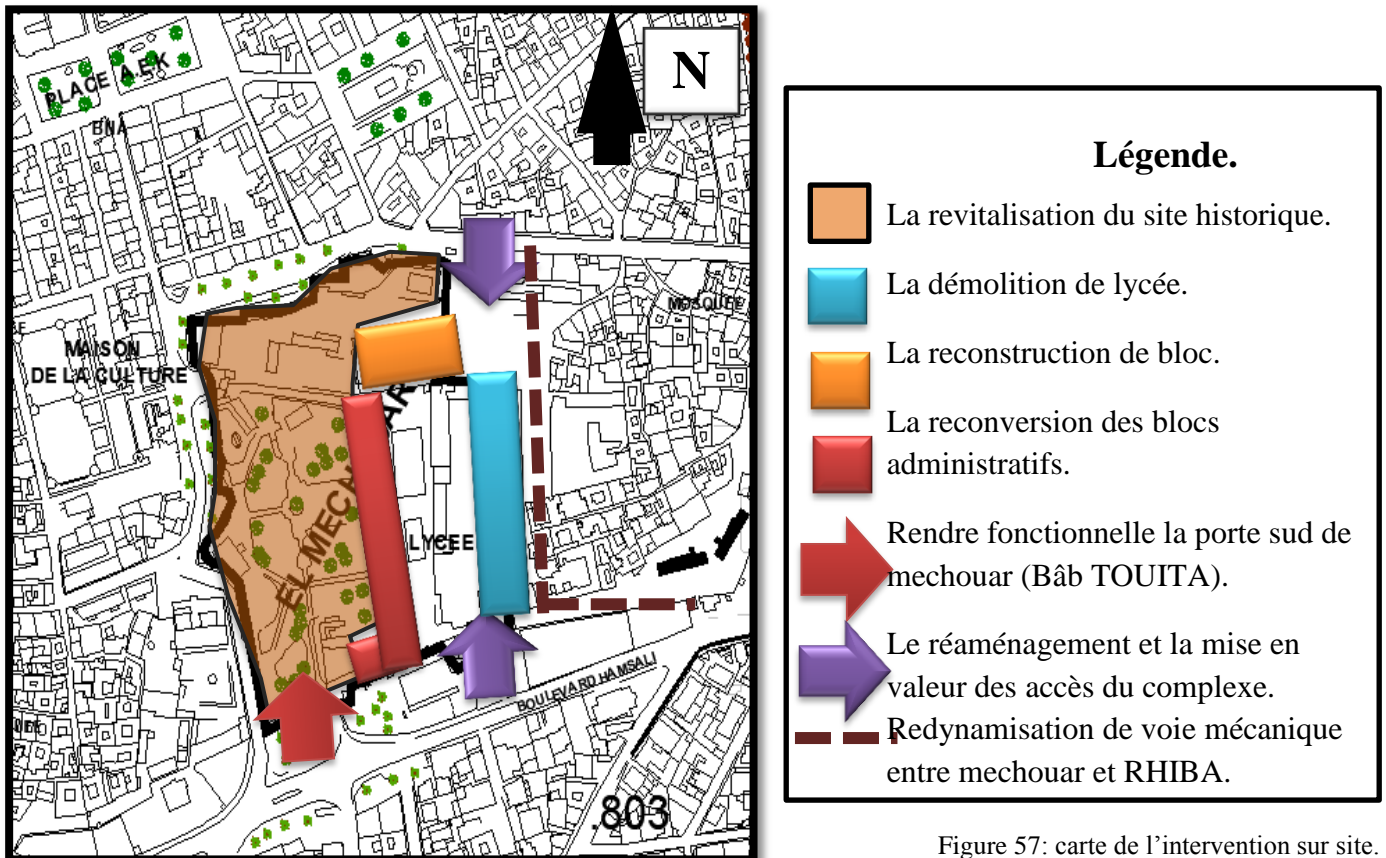 N
PLACE A.E.K
BNA
MOSQUEE
MAISON
DE LA CULTURE
EL MECHOUAR
LYCEE
BOULEVARD HAMSALI
.803
Légende.
La revitalisation du site historique.
La démolition de lycée.
La reconstruction de bloc.
La reconversion des blocs
administratifs.
Rendre fonctionnelle la porte sud de
mechouar (Bâb TOUITA).
Le réaménagement et la mise en
valeur des accès du complexe.
Redynamisation de voie mécanique
entre mechouar et RHIBA.
Figure 57: carte de l’intervention sur site.